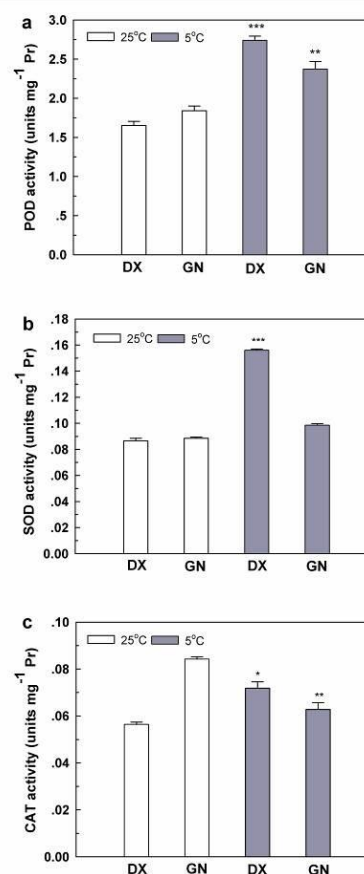 a
3.0
2.5
2.0
1.5
1.0
.5
0.0
POD activity (units mg⁻¹ Pr)
25°C 5°C
***
**
DX GN DX GN
b
.18
.16
.14
.12
.10
.08
.06
.04
.02
0.00
SOD activity (units mg⁻¹ Pr)
25°C 5°C
***
DX GN DX GN
c
.10
.08
.06
.04
.02
0.00
CAT activity (units mg⁻¹ Pr)
25°C 5°C
*
**
DX GN DX GN